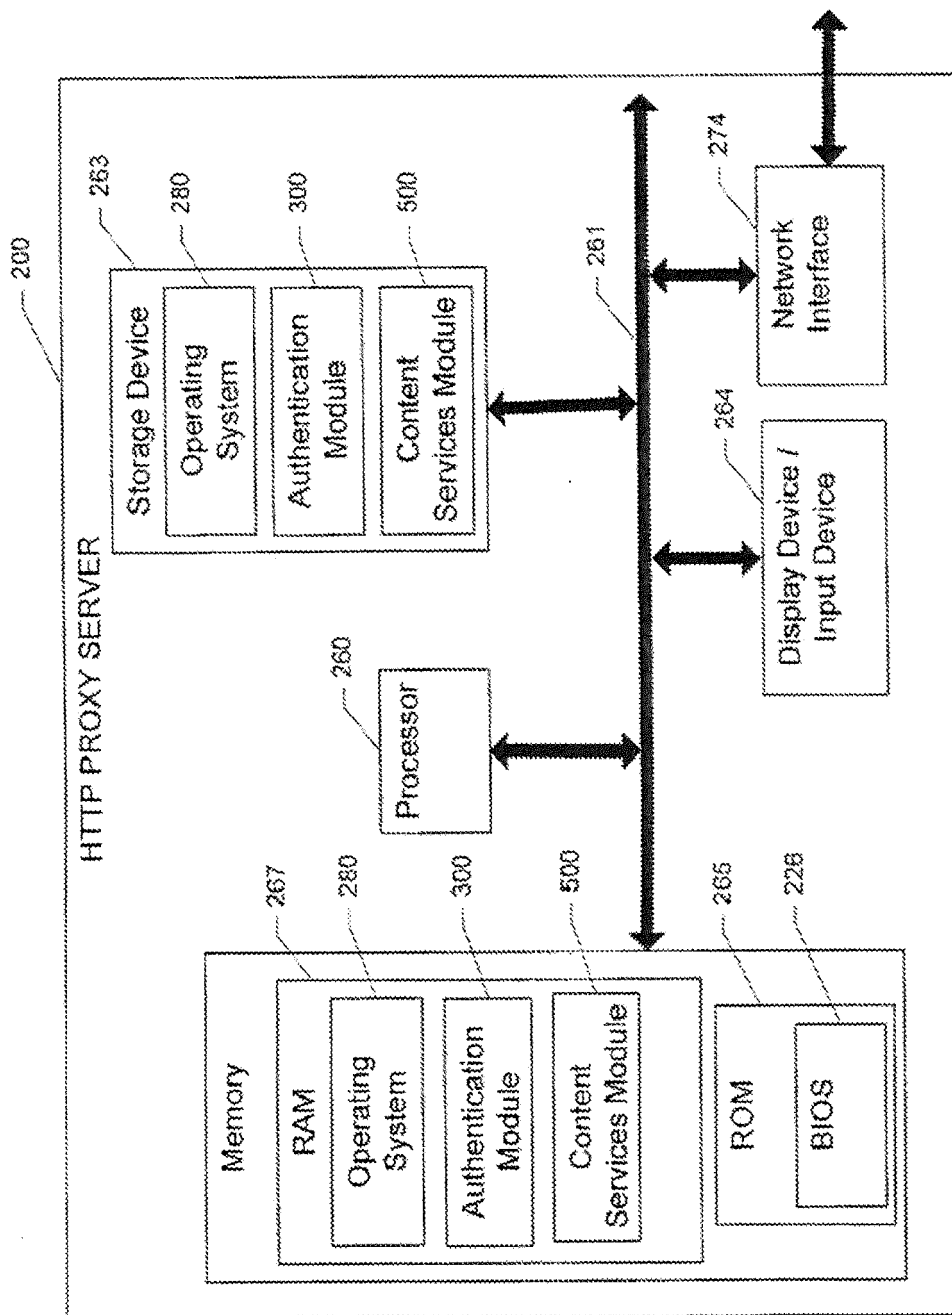 HTTP PROXY SERVER
200
Memory
RAM
267
Operating
System
280
Authentication
Module
300
Content
Services Module
500
ROM
266
BIOS
226
Processor
260
Storage Device
263
Operating
System
280
Authentication
Module
300
Content
Services Module
500
261
Display Device /
Input Device
264
Network
Interface
274